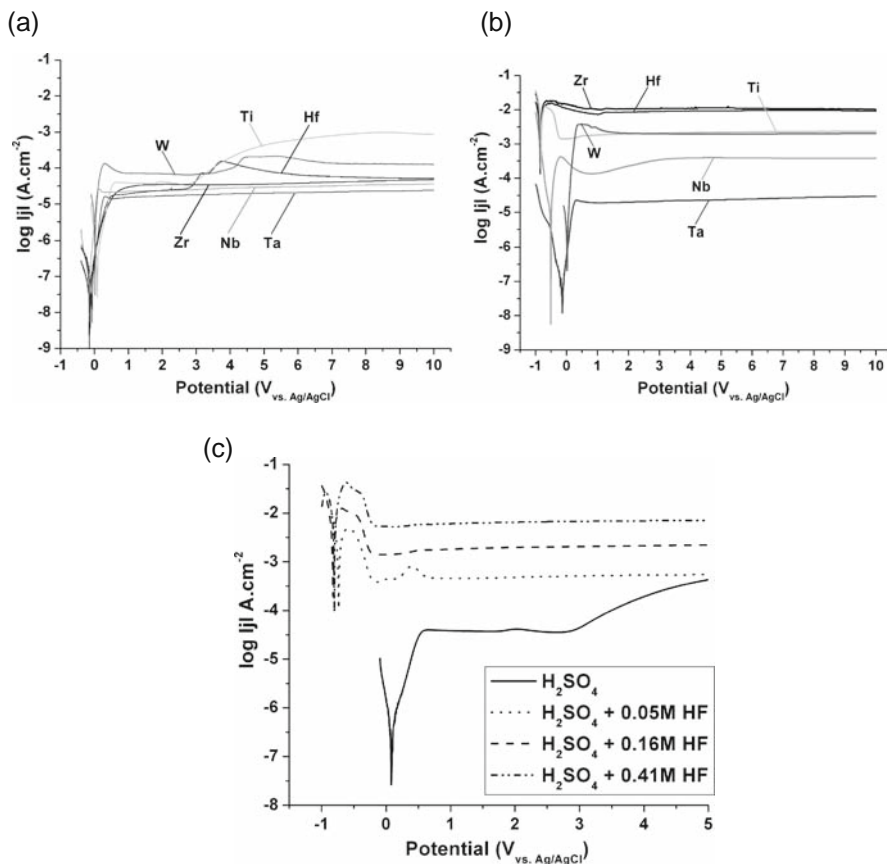 (a)
log |j| (A.cm⁻²)
-1
-2
-3
-4
-5
-6
-7
-8
-9
W
Ti
Hf
Zr
Nb
Ta
-1 0 1 2 3 4 5 6 7 8 9 10
Potential (V vs. Ag/AgCl)
(b)
log |j| (A.cm⁻²)
-1
-2
-3
-4
-5
-6
-7
-8
-9
Zr
Hf
Ti
W
Nb
Ta
-1 0 1 2 3 4 5 6 7 8 9 10
Potential (V vs. Ag/AgCl)
(c)
log |j| A.cm⁻²
-1
-2
-3
-4
-5
-6
-7
-8
H₂SO₄
H₂SO₄ + 0.05M HF
H₂SO₄ + 0.16M HF
H₂SO₄ + 0.41M HF
-1 0 1 2 3 4 5
Potential (V vs. Ag/AgCl)